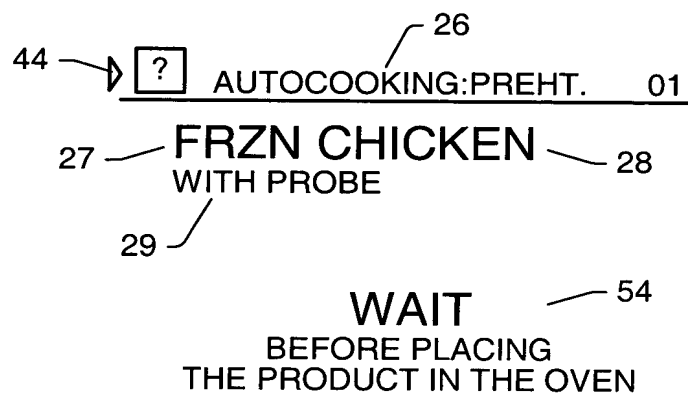 26
44 ? AUTOCOOKING:PREHT. 01
27 FRZN CHICKEN 28
WITH PROBE
29
WAIT 54
BEFORE PLACING
THE PRODUCT IN THE OVEN